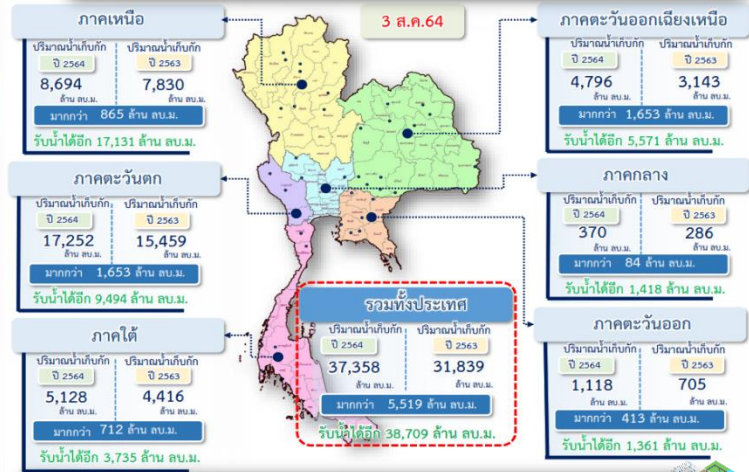 3 ส.ค.64
ภาคเหนือ
ปริมาณน้ำเก็บกัก ปริมาณน้ำเก็บกัก
ปี 2564 ปี 2563
8,694 7,830
ล้าน ลบ.ม. ล้าน ลบ.ม.
มากกว่า 865 ล้าน ลบ.ม.
รับน้ำได้อีก 17,131 ล้าน ลบ.ม.
ภาคตะวันออกเฉียงเหนือ
ปริมาณน้ำเก็บกัก ปริมาณน้ำเก็บกัก
ปี 2564 ปี 2563
4,796 3,143
ล้าน ลบ.ม. ล้าน ลบ.ม.
มากกว่า 1,653 ล้าน ลบ.ม.
รับน้ำได้อีก 5,571 ล้าน ลบ.ม.
ภาคตะวันตก
ปริมาณน้ำเก็บกัก ปริมาณน้ำเก็บกัก
ปี 2564 ปี 2563
17,252 15,459
ล้าน ลบ.ม. ล้าน ลบ.ม.
มากกว่า 1,653 ล้าน ลบ.ม.
รับน้ำได้อีก 9,494 ล้าน ลบ.ม.
ภาคกลาง
ปริมาณน้ำเก็บกัก ปริมาณน้ำเก็บกัก
ปี 2564 ปี 2563
370 286
ล้าน ลบ.ม. ล้าน ลบ.ม.
มากกว่า 84 ล้าน ลบ.ม.
รับน้ำได้อีก 1,418 ล้าน ลบ.ม.
ภาคใต้
ปริมาณน้ำเก็บกัก ปริมาณน้ำเก็บกัก
ปี 2564 ปี 2563
5,128 4,416
ล้าน ลบ.ม. ล้าน ลบ.ม.
มากกว่า 712 ล้าน ลบ.ม.
รับน้ำได้อีก 3,735 ล้าน ลบ.ม.
รวมทั้งประเทศ
ปริมาณน้ำเก็บกัก ปริมาณน้ำเก็บกัก
ปี 2564 ปี 2563
37,358 31,839
ล้าน ลบ.ม. ล้าน ลบ.ม.
มากกว่า 5,519 ล้าน ลบ.ม.
รับน้ำได้อีก 38,709 ล้าน ลบ.ม.
ภาคตะวันออก
ปริมาณน้ำเก็บกัก ปริมาณน้ำเก็บกัก
ปี 2564 ปี 2563
1,118 705
ล้าน ลบ.ม. ล้าน ลบ.ม.
มากกว่า 413 ล้าน ลบ.ม.
รับน้ำได้อีก 1,361 ล้าน ลบ.ม.